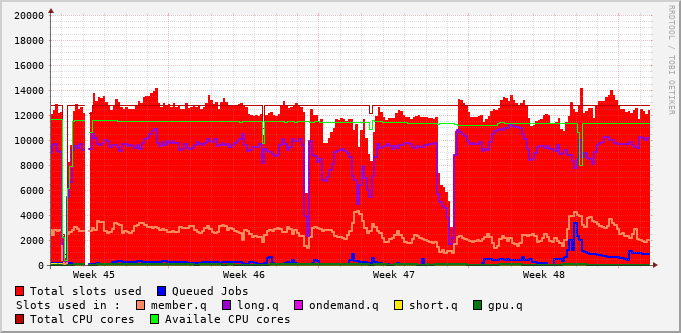 20000
18000
16000
14000
12000
10000
8000
6000
4000
2000
0
Week 45 Week 46 Week 47 Week 48
Total slots used Queued Jobs
Slots used in : member.q long.q ondemand.q short.q gpu.q
Total CPU cores Availale CPU cores
RRDTOOL / TOBI OETIKER